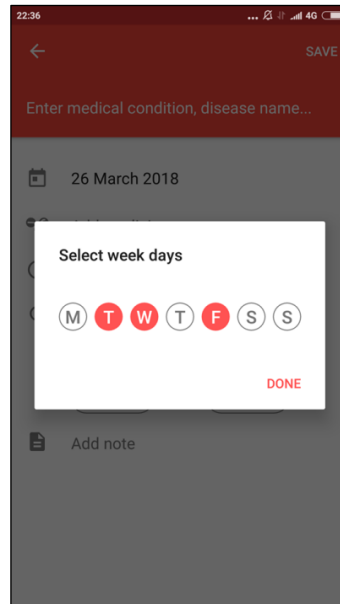 22:36 ... 4G
SAVE
Enter medical condition, disease name...
26 March 2018
Select week days
M T W T F S S
DONE
Add note